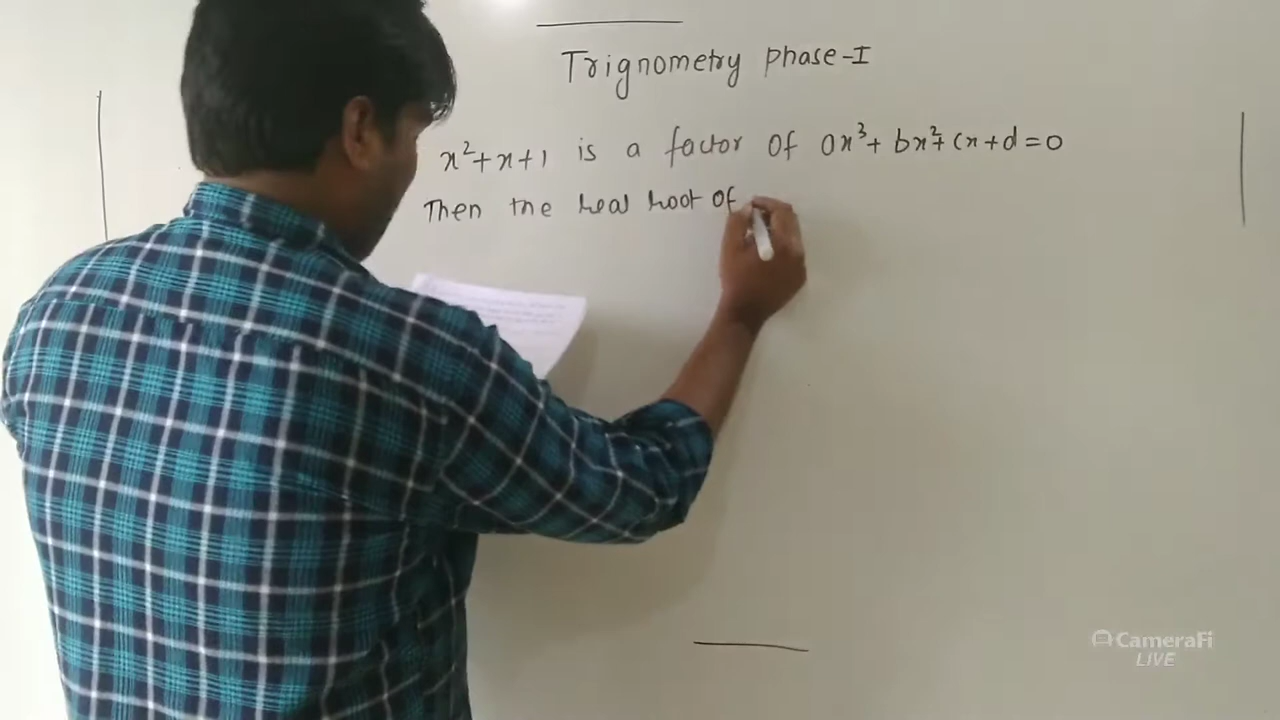 Trignometry phase-I
x²+x+1 is a factor of ax³+bx²+cx+d=0
Then the real root of
CameraFi
LIVE